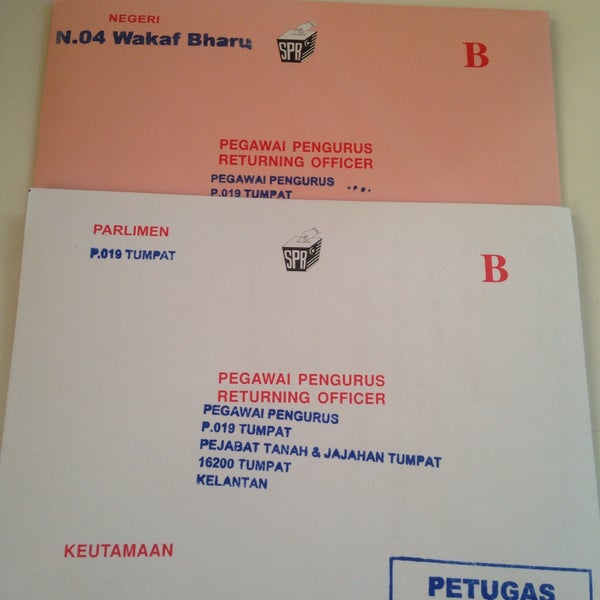 NEGERI
N.04 Wakaf Bharu
SPR
B
PEGAWAI PENGURUS
RETURNING OFFICER
PEGAWAI PENGURUS
P.019 TUMPAT
PARLIMEN
P.019 TUMPAT
SPR
B
PEGAWAI PENGURUS
RETURNING OFFICER
PEGAWAI PENGURUS
P.019 TUMPAT
PEJABAT TANAH & JAJAHAN TUMPAT
16200 TUMPAT
KELANTAN
KEUTAMAAN
PETUGAS